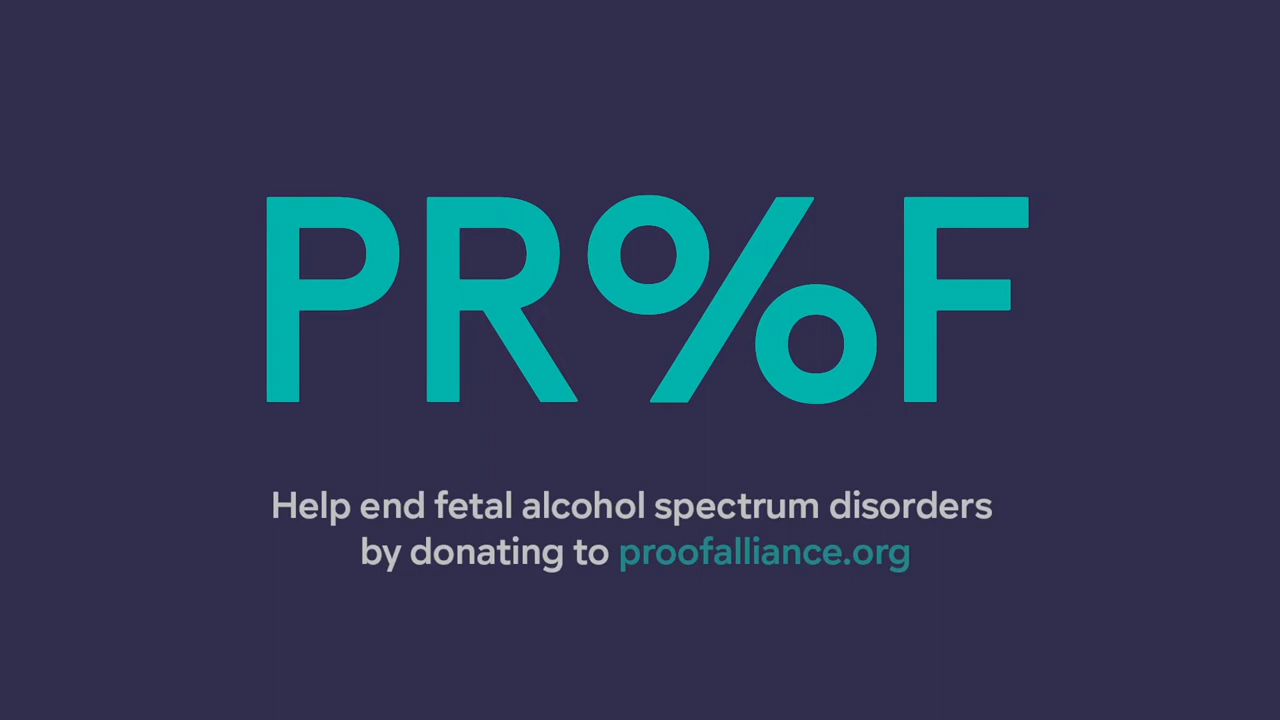 PR%F
Help end fetal alcohol spectrum disorders
by donating to proofalliance.org